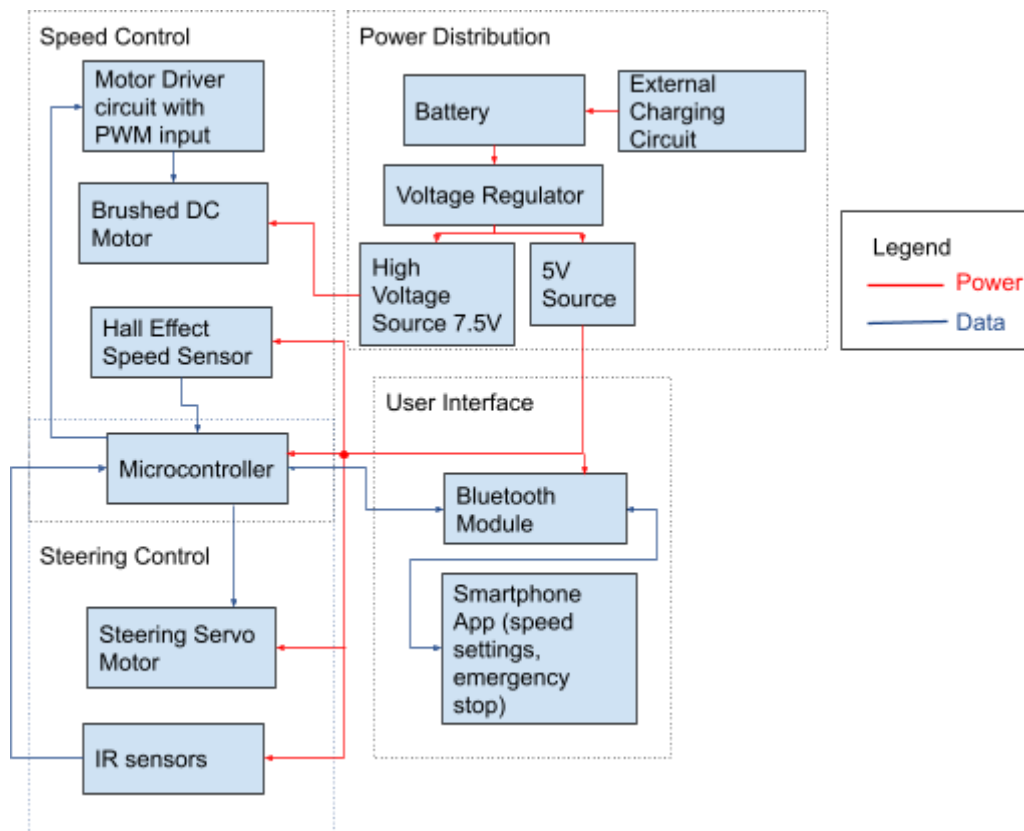 Speed Control
Motor Driver
circuit with
PWM input
Brushed DC
Motor
Hall Effect
Speed Sensor
Microcontroller
Steering Control
Steering Servo
Motor
IR sensors
Power Distribution
Battery
External
Charging
Circuit
Voltage Regulator
High
Voltage
Source 7.5V
5V
Source
User Interface
Bluetooth
Module
Smartphone
App (speed
settings,
emergency
stop)
Legend
Power
Data